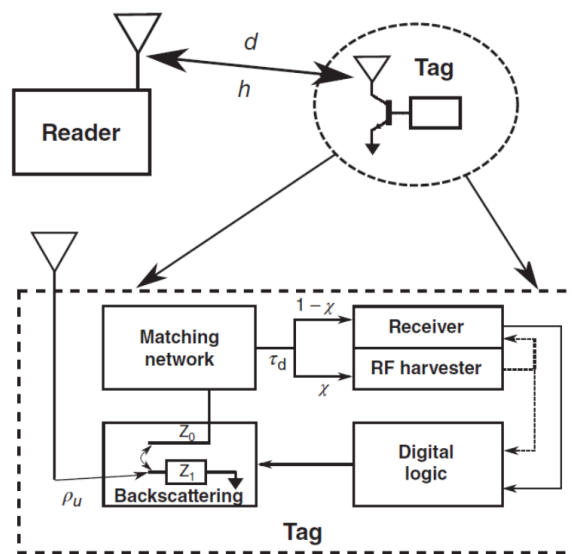 d
h
Reader
Tag
1 − χ
Receiver
Matching
network
τd
RF harvester
χ
Z0
Z1
Backscattering
Digital
logic
ρu
Tag